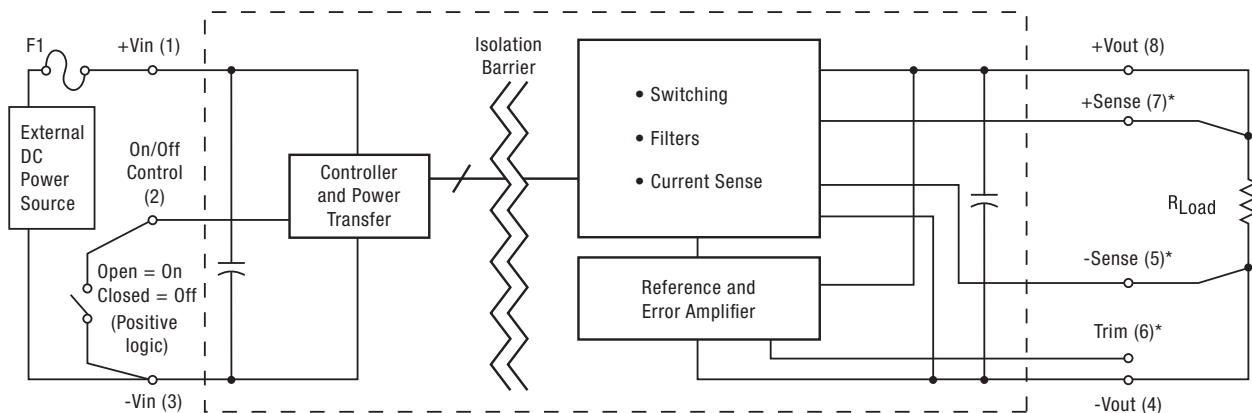 F1
+Vin (1)
External
DC
Power
Source
On/Off
Control
(2)
Open = On
Closed = Off
(Positive
logic)
-Vin (3)
Controller
and Power
Transfer
Isolation
Barrier
• Switching
• Filters
• Current Sense
Reference and
Error Amplifier
+Vout (8)
+Sense (7)*
RLoad
-Sense (5)*
Trim (6)*
-Vout (4)